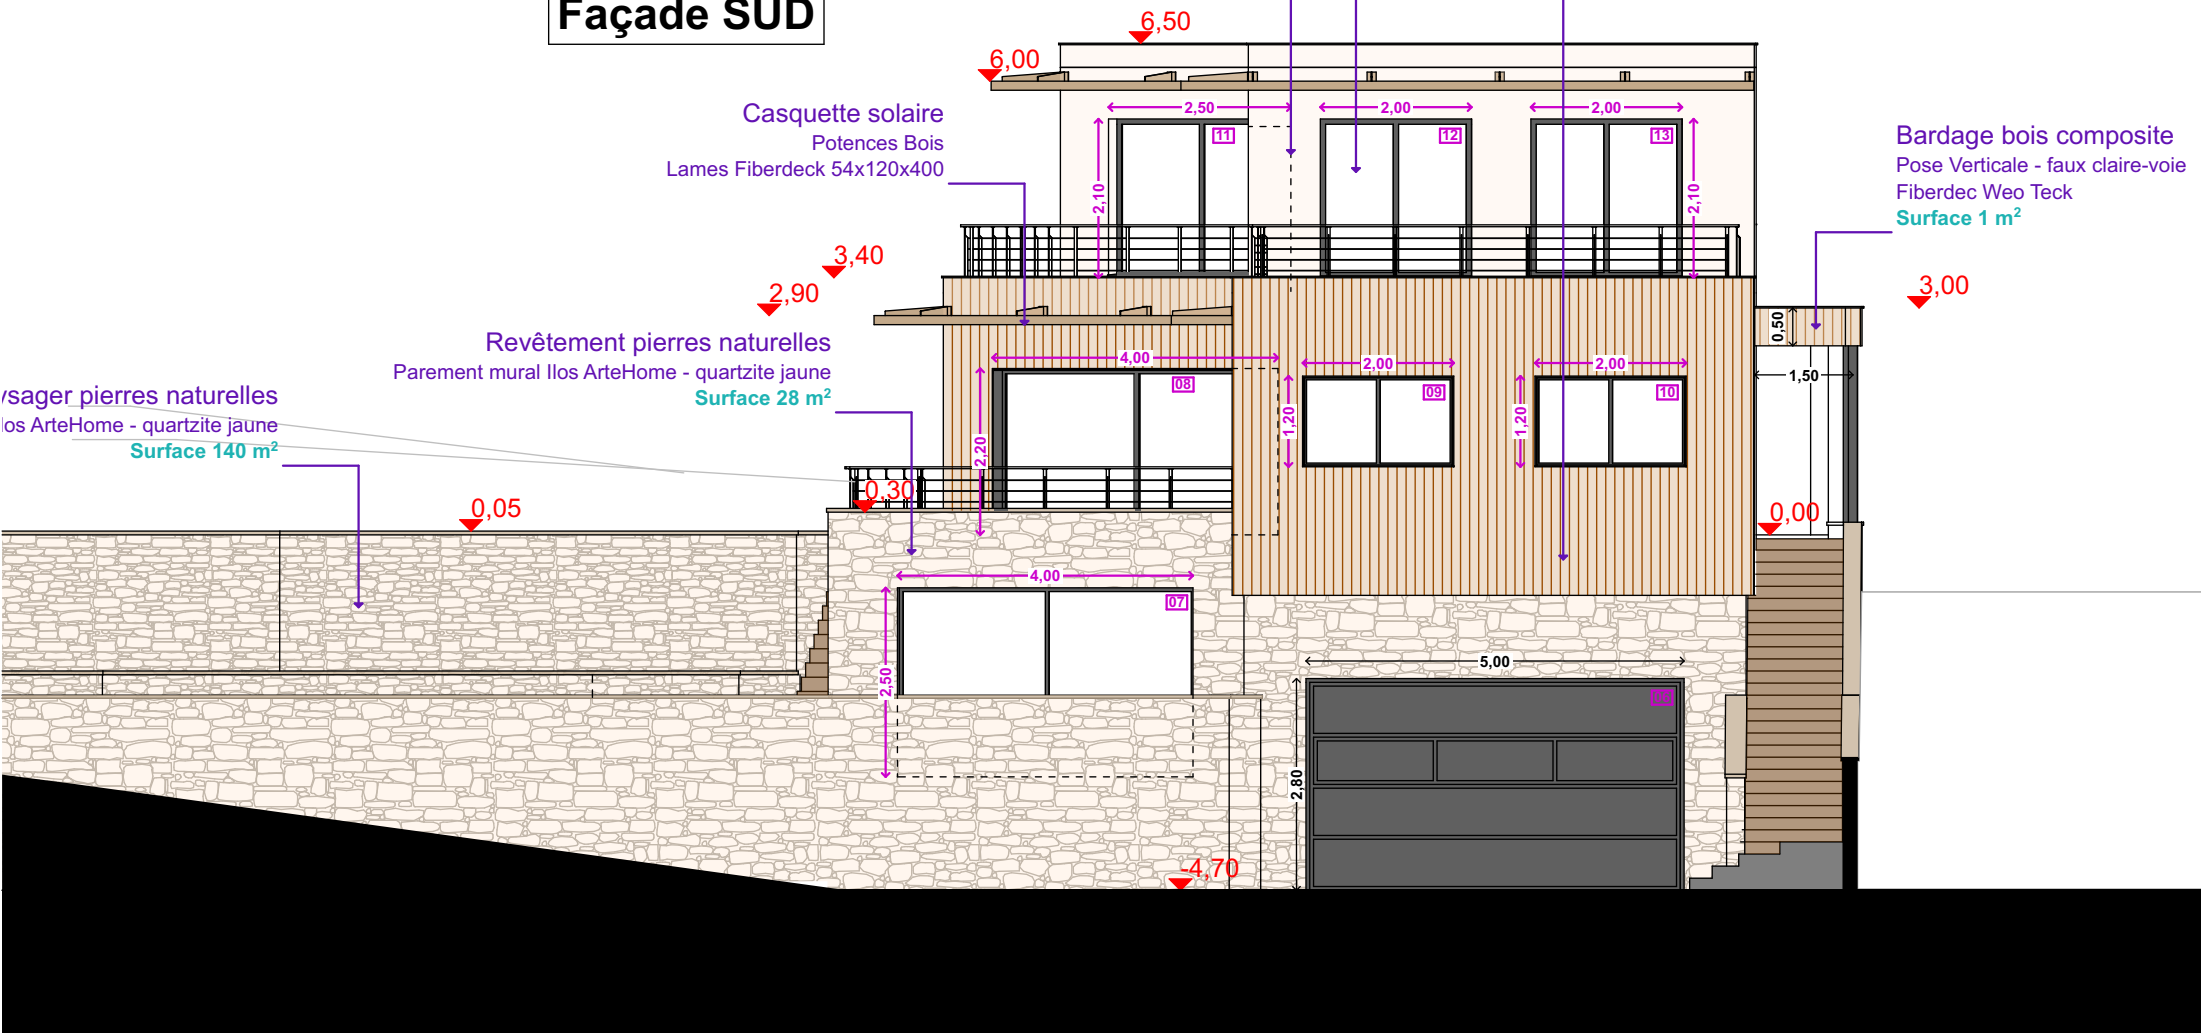 Façade SUD
6,50
6,00
Casquette solaire
Potences Bois
Lames Fiberdeck 54x120x400
2,50
2,00
2,00
11
12
13
2,10
2,10
Bardage bois composite
Pose Verticale - faux claire-voie
Fiberdec Weo Teck
Surface 1 m²
3,40
2,90
3,00
0,50
Revêtement pierres naturelles
Parement mural Ilos ArteHome - quartzite jaune
Surface 28 m²
4,00
2,00
2,00
08
09
10
2,20
1,20
1,20
1,50
ysager pierres naturelles
los ArteHome - quartzite jaune
Surface 140 m²
0,30
0,05
0,00
4,00
07
2,50
5,00
2,80
-4,70